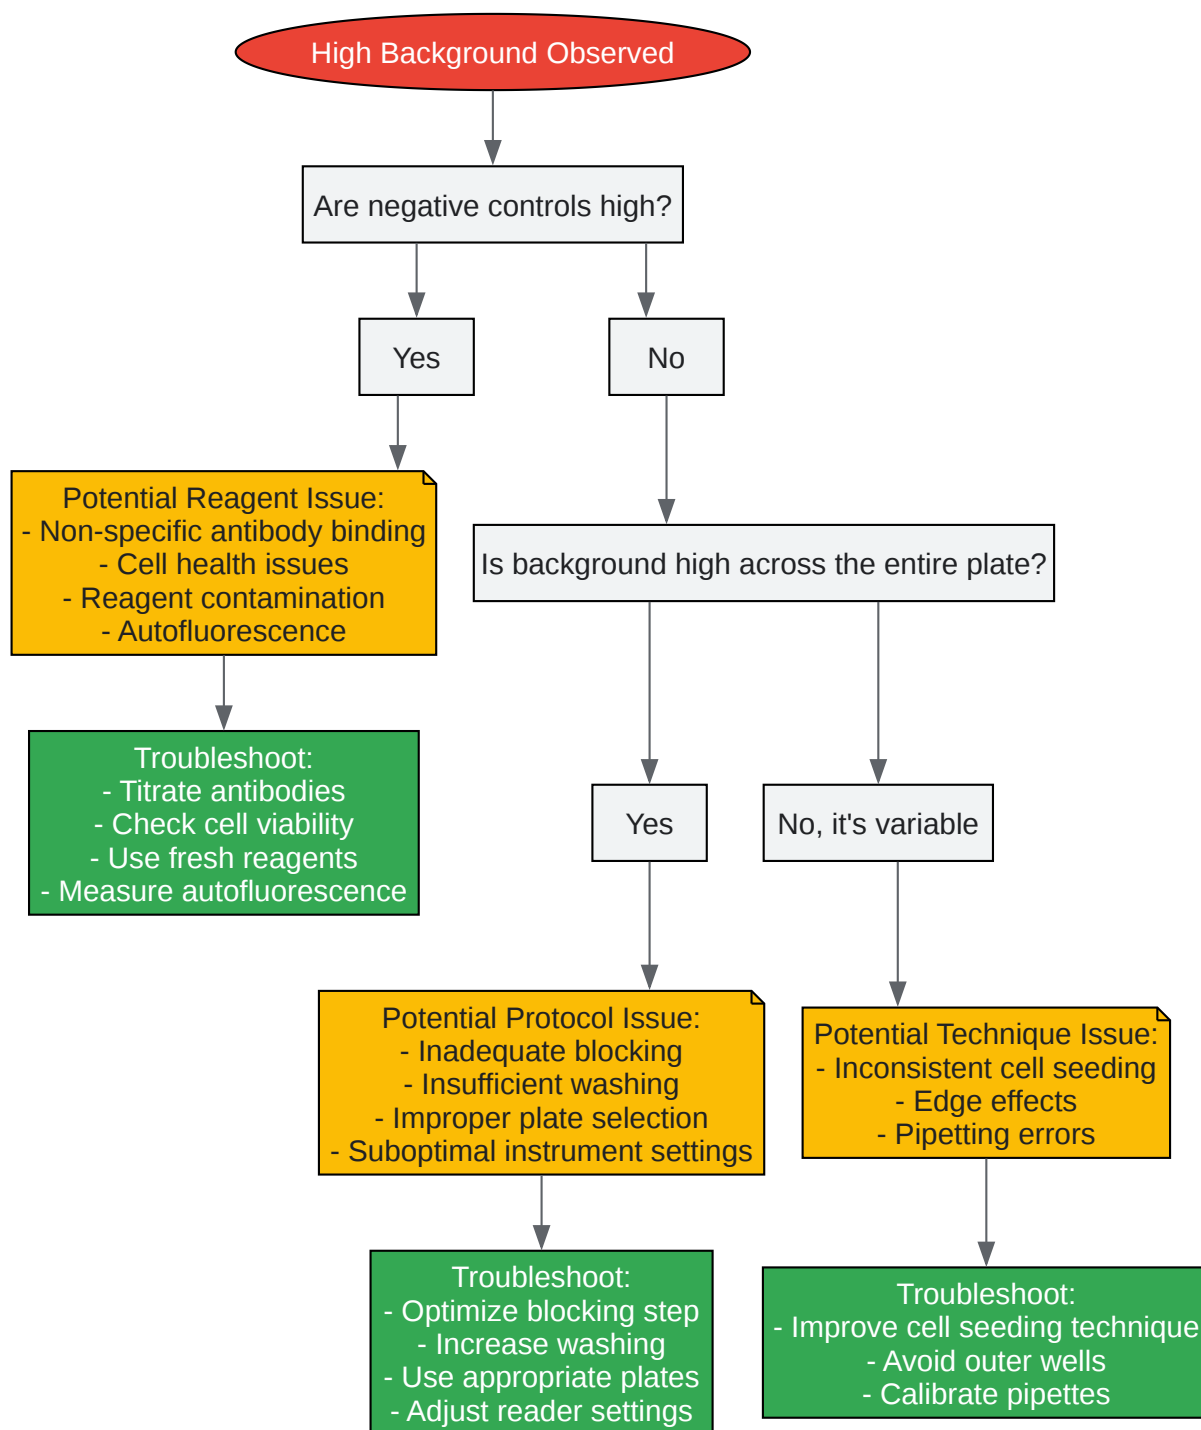 High Background Observed
Are negative controls high?
Yes
No
Potential Reagent Issue:
- Non-specific antibody binding
- Cell health issues
- Reagent contamination
- Autofluorescence
Is background high across the entire plate?
Troubleshoot:
- Titrate antibodies
- Check cell viability
- Use fresh reagents
- Measure autofluorescence
Yes
No, it's variable
Potential Protocol Issue:
- Inadequate blocking
- Insufficient washing
- Improper plate selection
- Suboptimal instrument settings
Potential Technique Issue:
- Inconsistent cell seeding
- Edge effects
- Pipetting errors
Troubleshoot:
- Optimize blocking step
- Increase washing
- Use appropriate plates
- Adjust reader settings
Troubleshoot:
- Improve cell seeding technique
- Avoid outer wells
- Calibrate pipettes